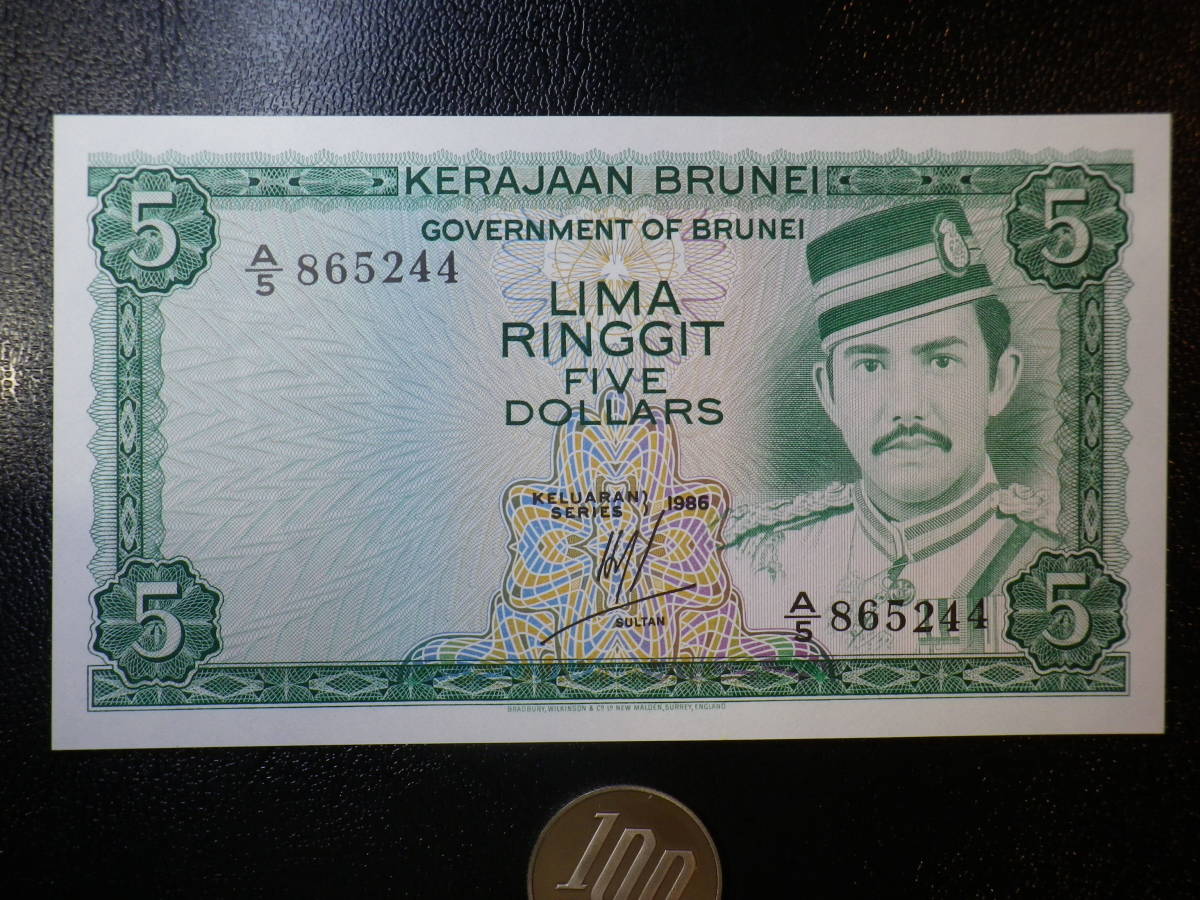 5
KERAJAAN BRUNEI
5
GOVERNMENT OF BRUNEI
A/5 865244
LIMA
RINGGIT
FIVE
DOLLARS
KELUARAN
SERIES } 1986
SULTAN
A/5 865244
5
5
BRADBURY, WILKINSON & Cº Lᴰ NEW MALDEN, SURREY, ENGLAND
100